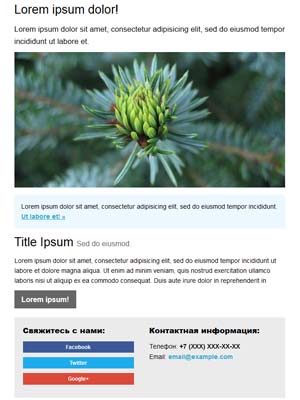 Lorem ipsum dolor!
Lorem ipsum dolor sit amet, consectetur adipisicing elit, sed do eiusmod tempor
incididunt ut labore et.
Lorem ipsum dolor sit amet, consectetur adipisicing elit, sed do eiusmod tempor incididunt.
Ut labore et! »
Title Ipsum Sed do eiusmod.
Lorem ipsum dolor sit amet, consectetur adipisicing elit, sed do eiusmod tempor incididunt ut
labore et dolore magna aliqua. Ut enim ad minim veniam, quis nostrud exercitation ullamco
laboris nisi ut aliquip ex ea commodo consequat. Duis aute irure dolor in reprehenderit in
Lorem ipsum!
Свяжитесь с нами:
Facebook
Twitter
Google+
Контактная информация:
Телефон: +7 (XXX) XXX-XX-XX
Email: email@example.com